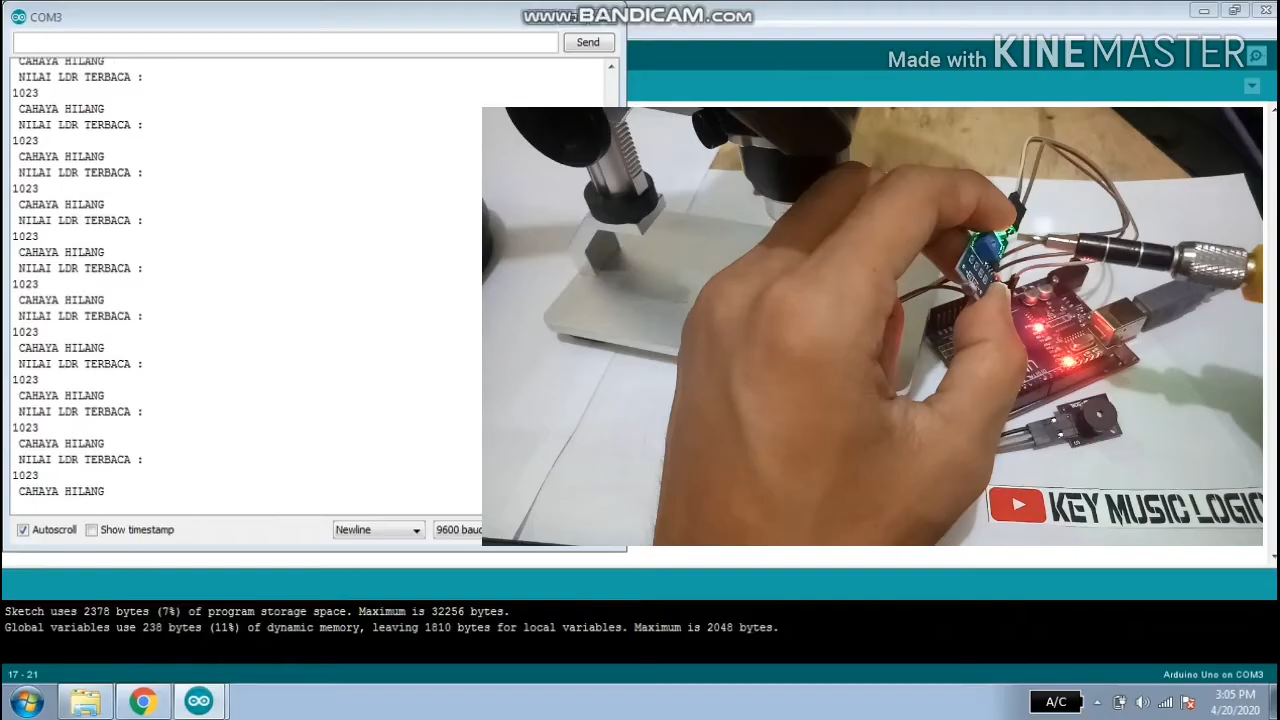 COM3
www.BANDICAM.com
Send
Made with KINEMASTER
CAHAYA HILANG
NILAI LDR TERBACA :
1023
CAHAYA HILANG
NILAI LDR TERBACA :
1023
CAHAYA HILANG
NILAI LDR TERBACA :
1023
CAHAYA HILANG
NILAI LDR TERBACA :
1023
CAHAYA HILANG
NILAI LDR TERBACA :
1023
CAHAYA HILANG
NILAI LDR TERBACA :
1023
CAHAYA HILANG
NILAI LDR TERBACA :
1023
CAHAYA HILANG
NILAI LDR TERBACA :
1023
CAHAYA HILANG
NILAI LDR TERBACA :
1023
CAHAYA HILANG
KEY MUSIC LOGIC
Autoscroll
Show timestamp
Newline
9600 baud
Sketch uses 2378 bytes (7%) of program storage space. Maximum is 32256 bytes.
Global variables use 238 bytes (11%) of dynamic memory, leaving 1810 bytes for local variables. Maximum is 2048 bytes.
17 - 21
Arduino Uno on COM3
A/C
3:05 PM
4/20/2020